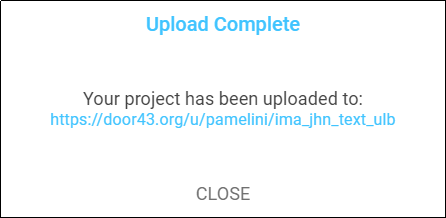 Upload Complete
Your project has been uploaded to:
https://door43.org/u/pamelini/ima_jhn_text_ulb
CLOSE